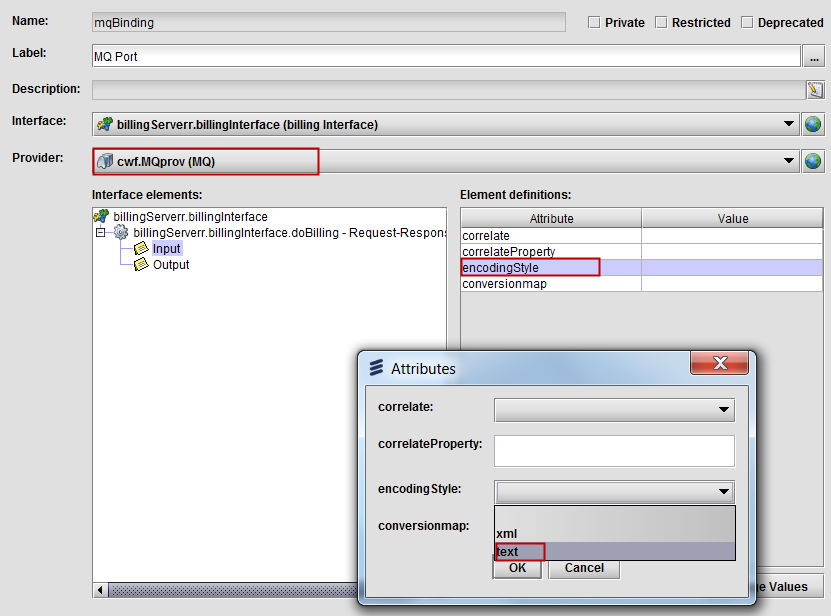 Name:
mqBinding
Private
Restricted
Deprecated
Label:
MQ Port
...
Description:
Interface:
billingServerr.billingInterface (billing Interface)
Provider:
cwf.MQprov (MQ)
Interface elements:
Element definitions:
billingServerr.billingInterface
billingServerr.billingInterface.doBilling - Request-Respon
Input
Output
Attribute
Value
correlate
correlateProperty
encodingStyle
conversionmap
Attributes
correlate:
correlateProperty:
encodingStyle:
conversionmap:
xml
text
OK
Cancel
e Values